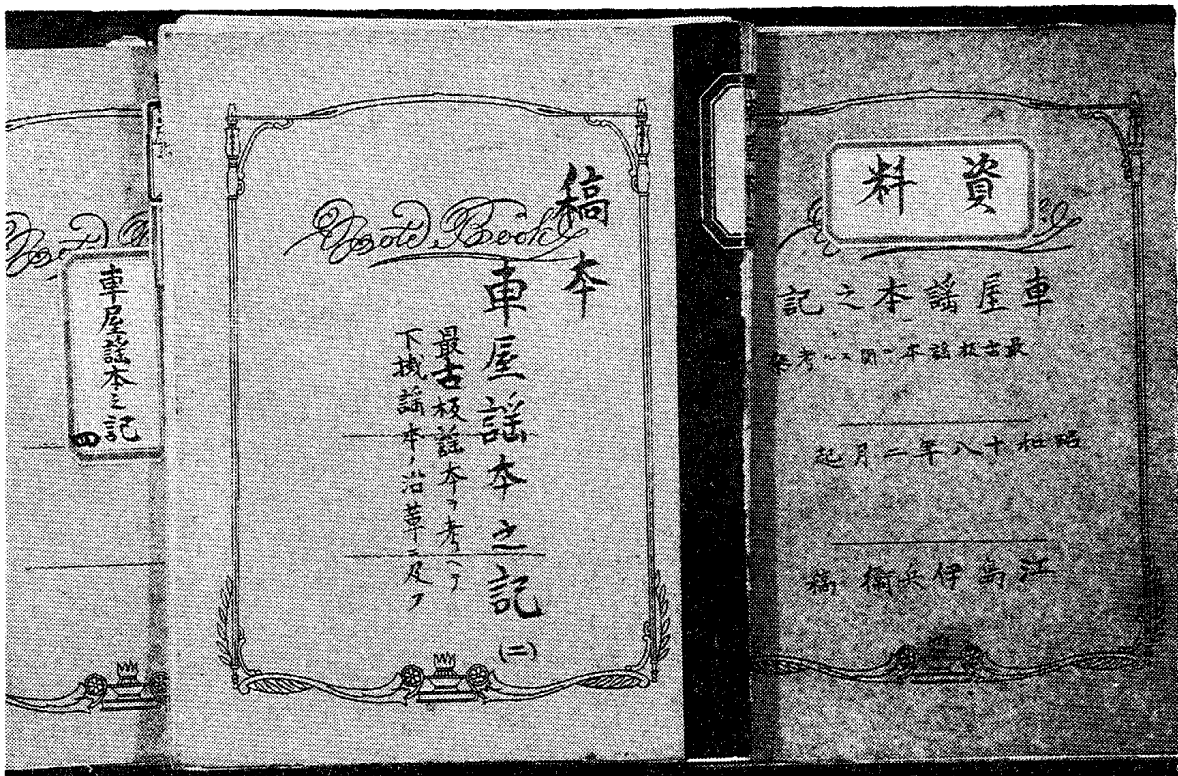 資料
車屋謡本之記
最古板謡本ニ関スル考察
昭和十八年二月起
江島伊兵衛 稿
稿本
Note Book
車屋謡本之記 (二)
最古板謡本ヲ考ヘテ
下掛謡本沿革ニ及フ
車屋謡本之記
四